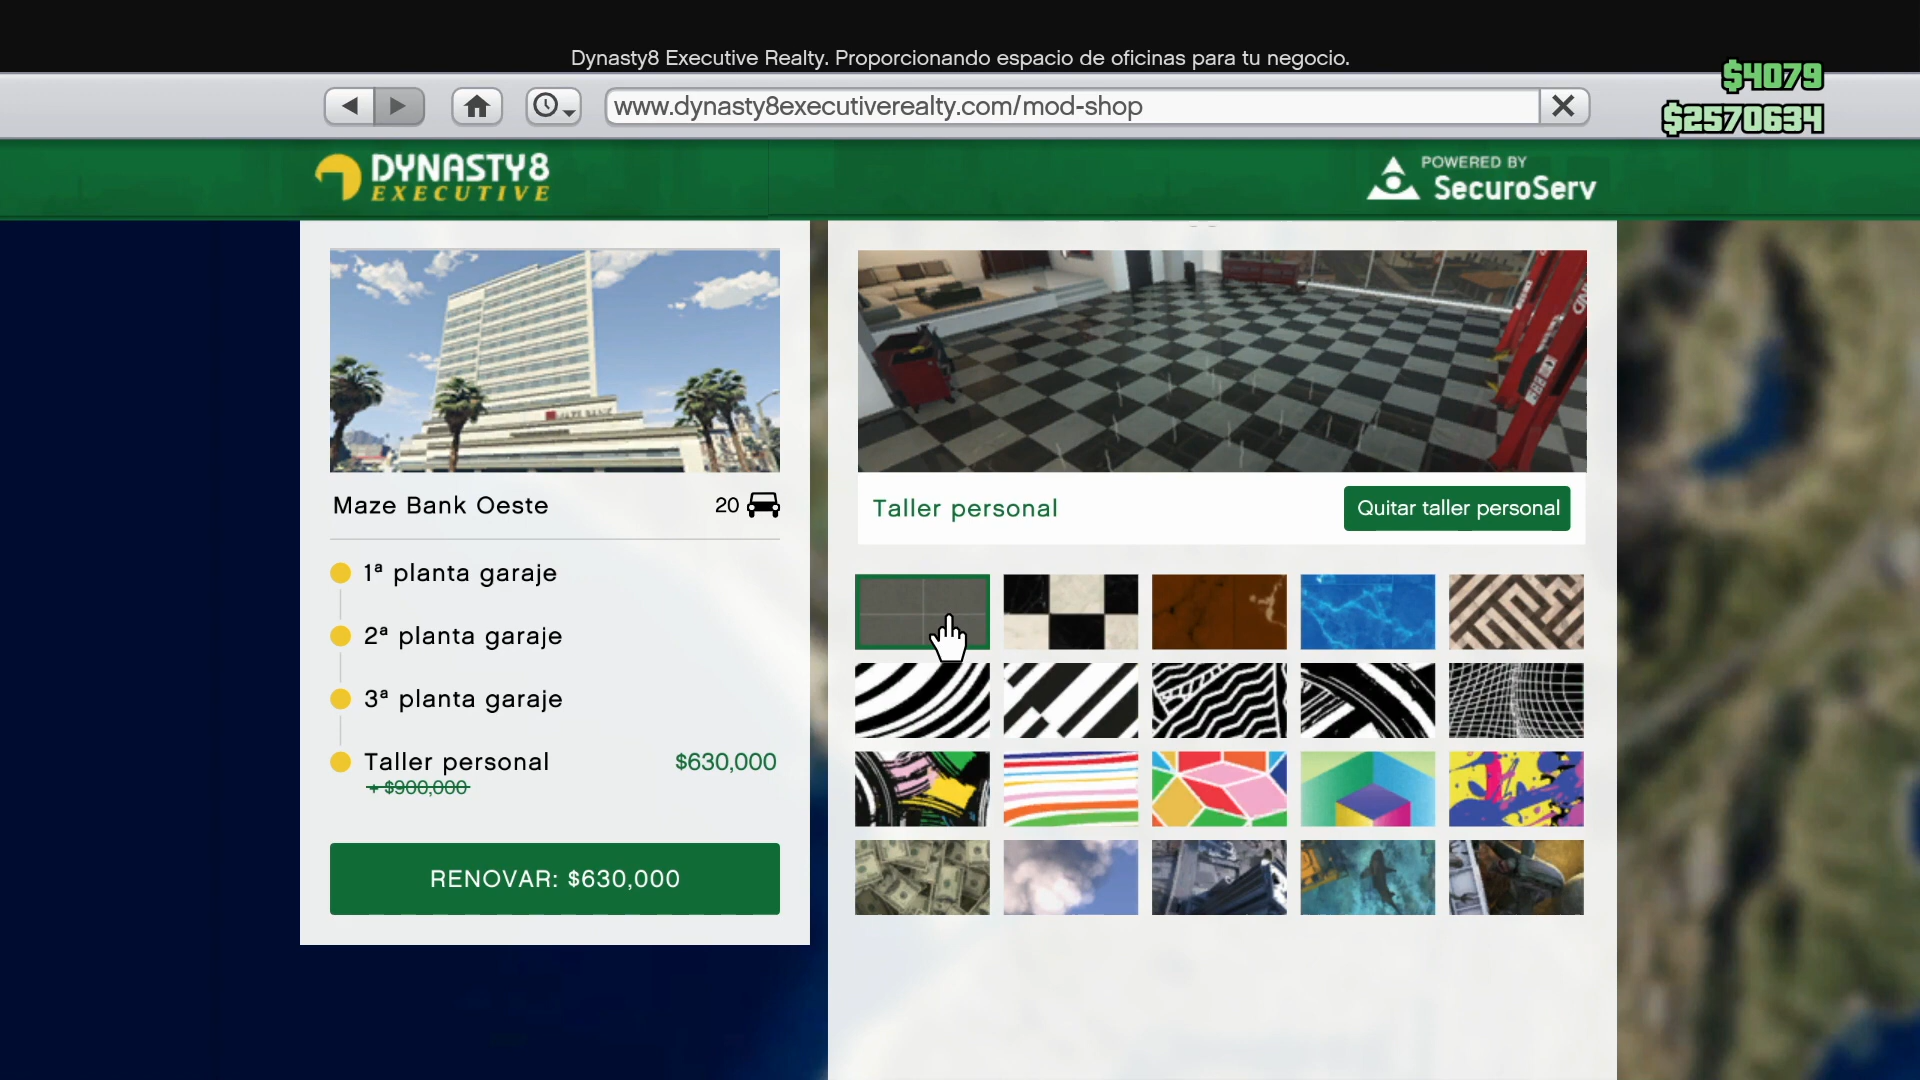 Dynasty8 Executive Realty. Proporcionando espacio de oficinas para tu negocio.
$4079
www.dynasty8executiverealty.com/mod-shop
$2570634
DYNASTY8
EXECUTIVE
POWERED BY
SecuroServ
MAZE BANK
Maze Bank Oeste
20
1ª planta garaje
2ª planta garaje
3ª planta garaje
Taller personal
$630,000
+ $900,000
RENOVAR: $630,000
Taller personal
Quitar taller personal